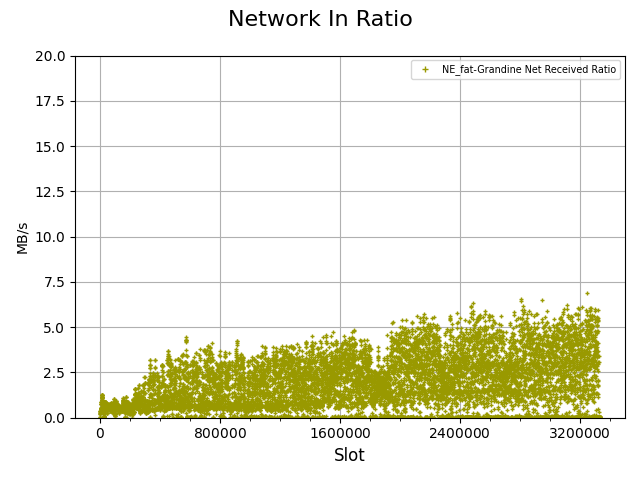 Network In Ratio
20.0
NE_fat-Grandine Net Received Ratio
17.5
15.0
12.5
10.0
7.5
5.0
2.5
0.0
MB/s
0 800000 1600000 2400000 3200000
Slot